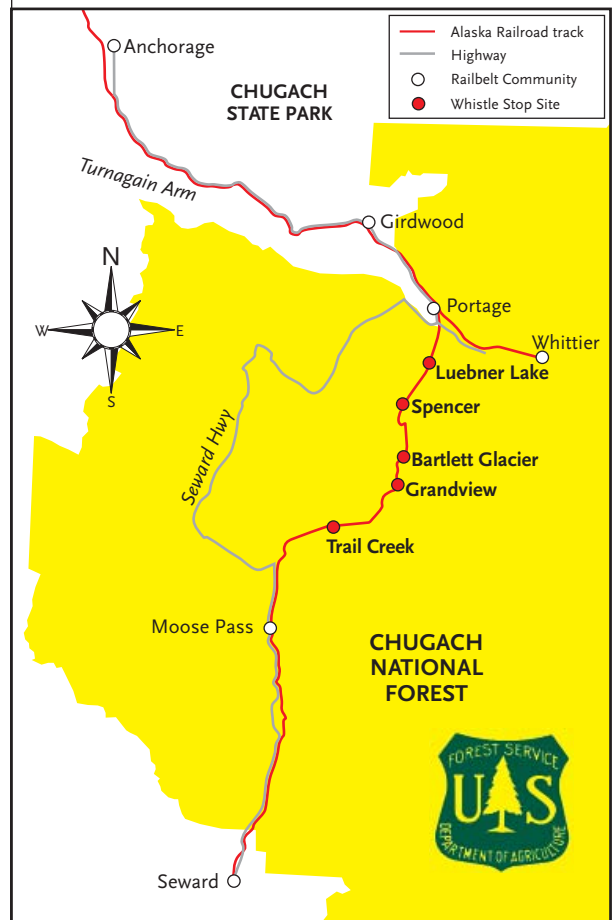 Alaska Railroad track
Highway
Railbelt Community
Whistle Stop Site
Anchorage
CHUGACH
STATE PARK
Turnagain Arm
Girdwood
N
W
E
S
Portage
Whittier
Luebner Lake
Spencer
Seward Hwy
Bartlett Glacier
Grandview
Trail Creek
Moose Pass
CHUGACH
NATIONAL
FOREST
FOREST SERVICE
U S
DEPARTMENT OF AGRICULTURE
Seward